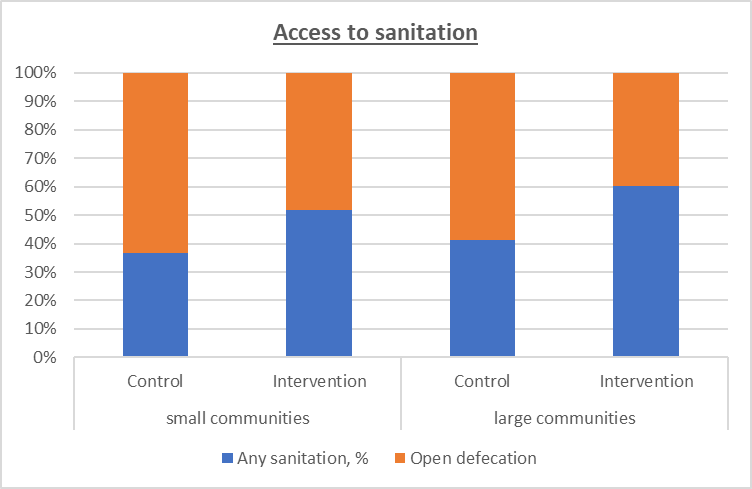 Access to sanitation
100%
90%
80%
70%
60%
50%
40%
30%
20%
10%
0%
Control Intervention Control Intervention
small communities large communities
Any sanitation, % Open defecation